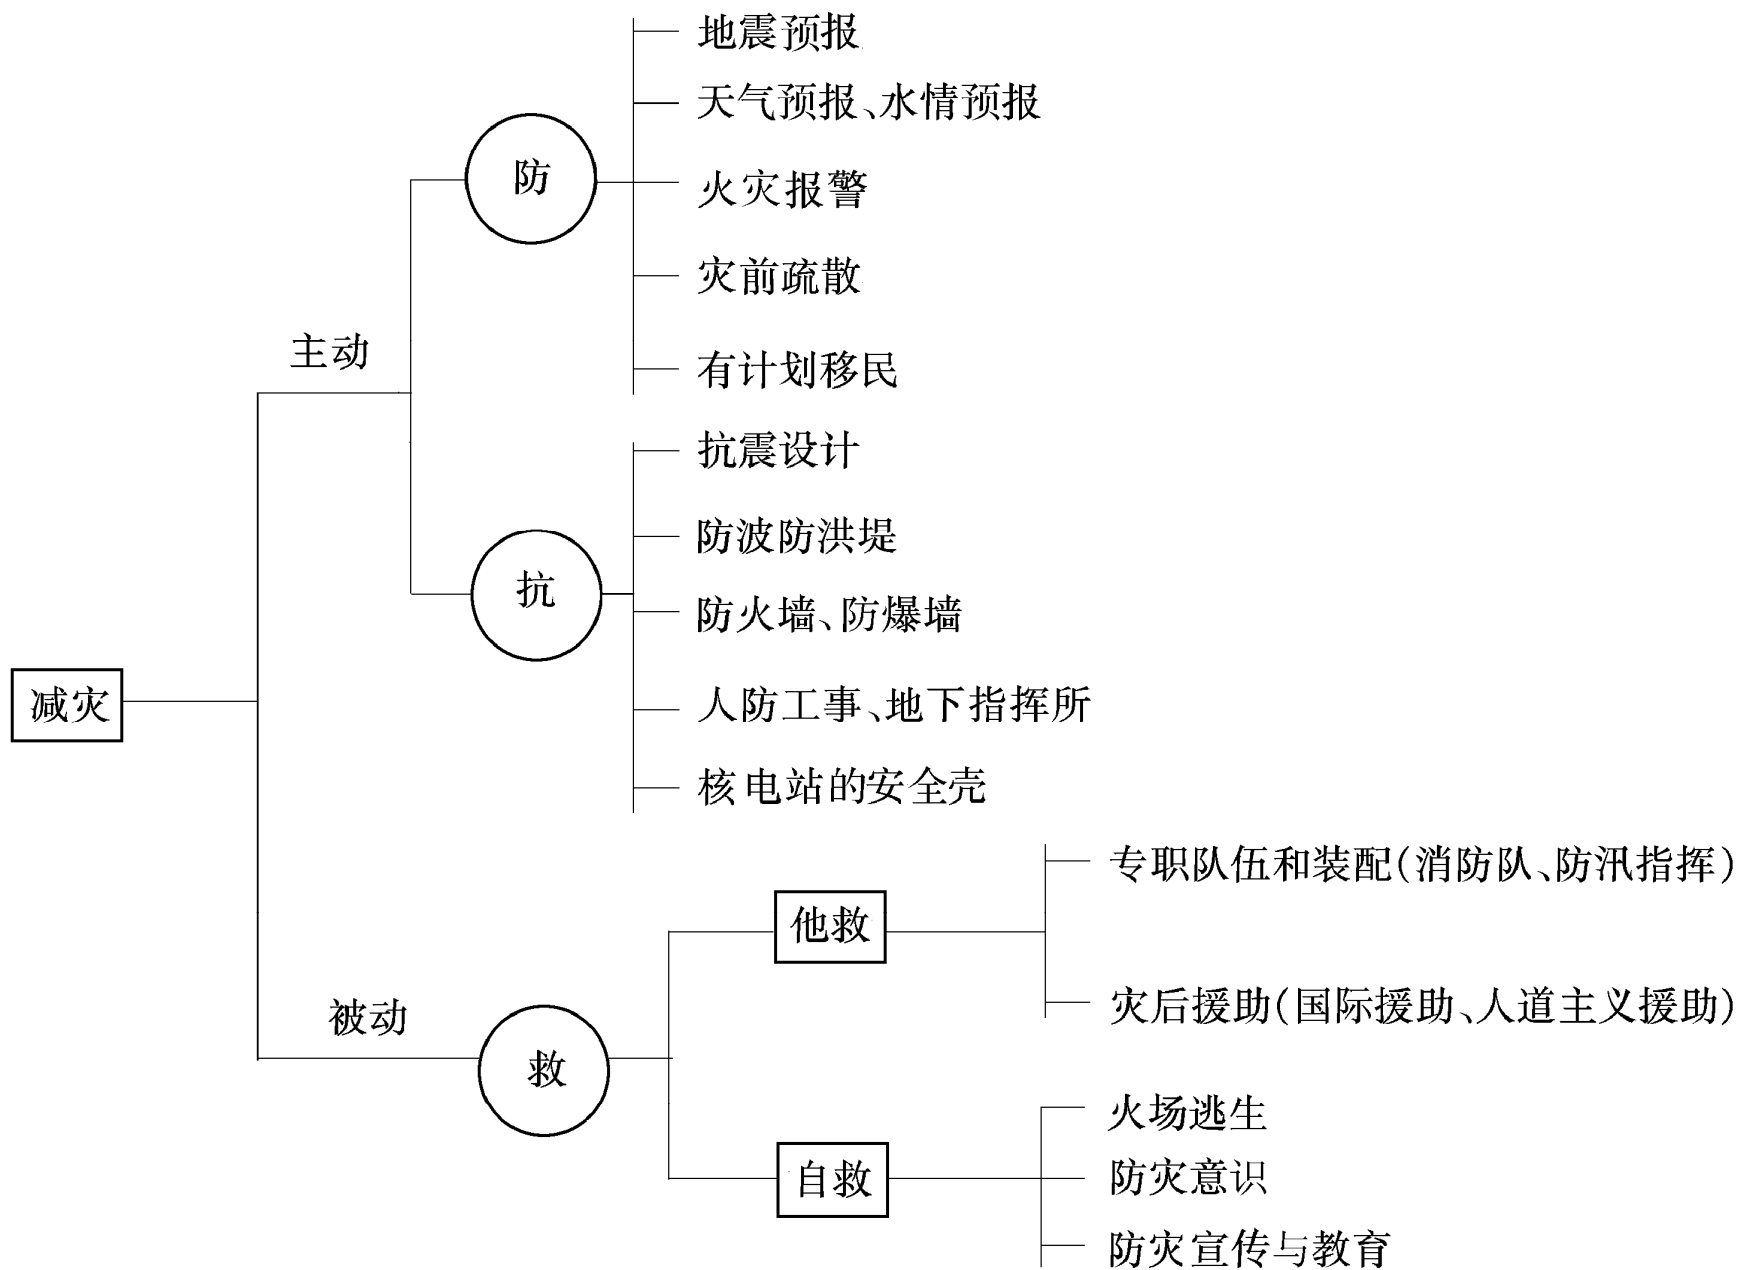 地震预报
天气预报、水情预报
防
火灾报警
灾前疏散
主动
有计划移民
抗震设计
防波防洪堤
抗
防火墙、防爆墙
减灾
人防工事、地下指挥所
核电站的安全壳
专职队伍和装配(消防队、防汛指挥)
他救
灾后援助(国际援助、人道主义援助)
被动
救
火场逃生
自救
防灾意识
防灾宣传与教育